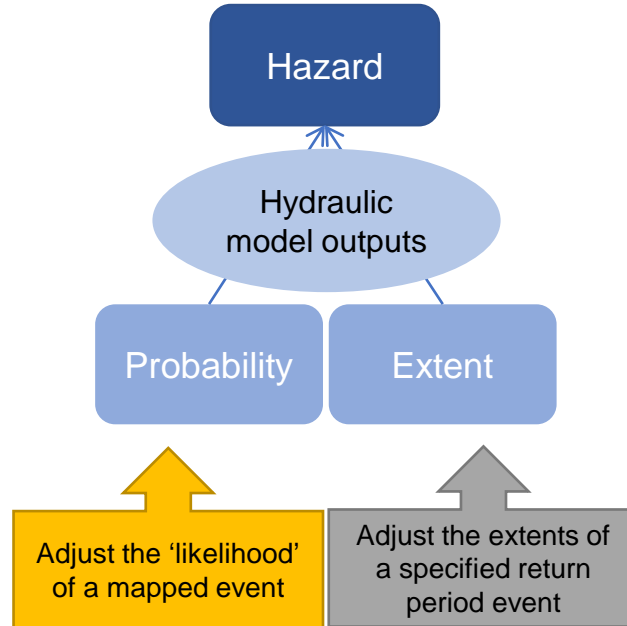 Hazard
Hydraulic
model outputs
Probability
Extent
Adjust the ‘likelihood’
of a mapped event
Adjust the extents of
a specified return
period event